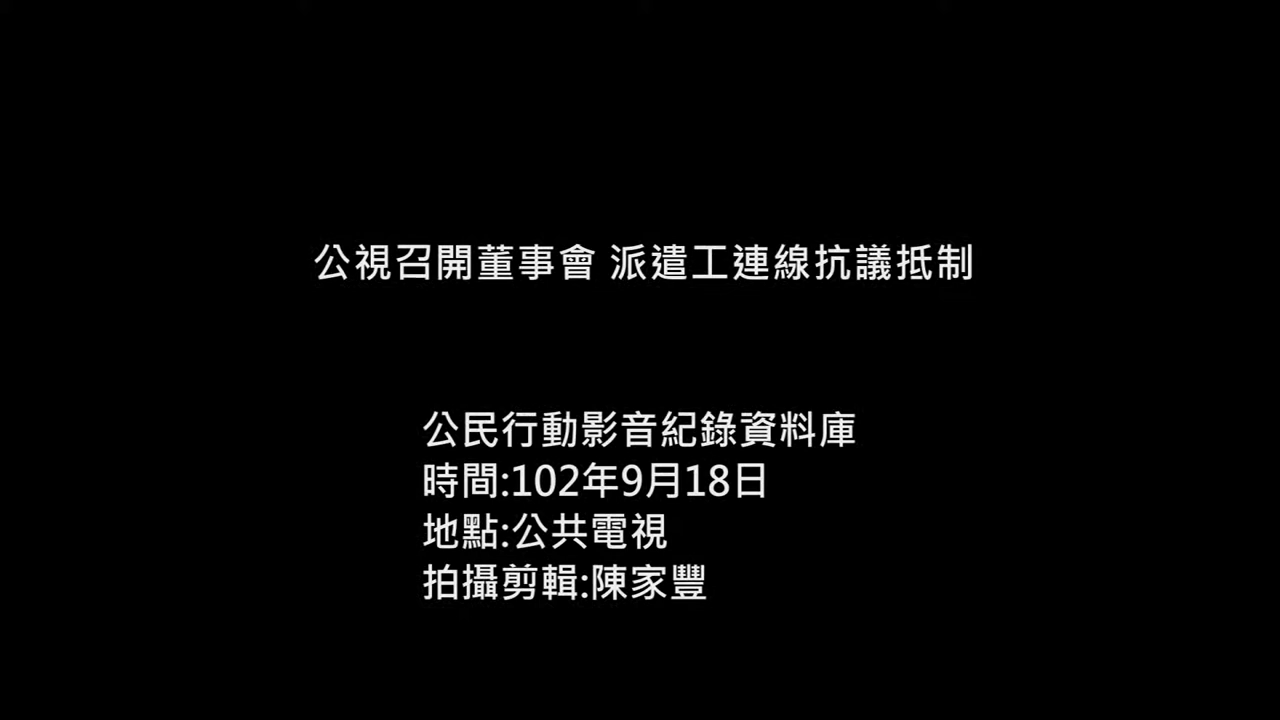 公視召開董事會 派遣工連線抗議抵制
公民行動影音紀錄資料庫
時間:102年9月18日
地點:公共電視
拍攝剪輯:陳家豐